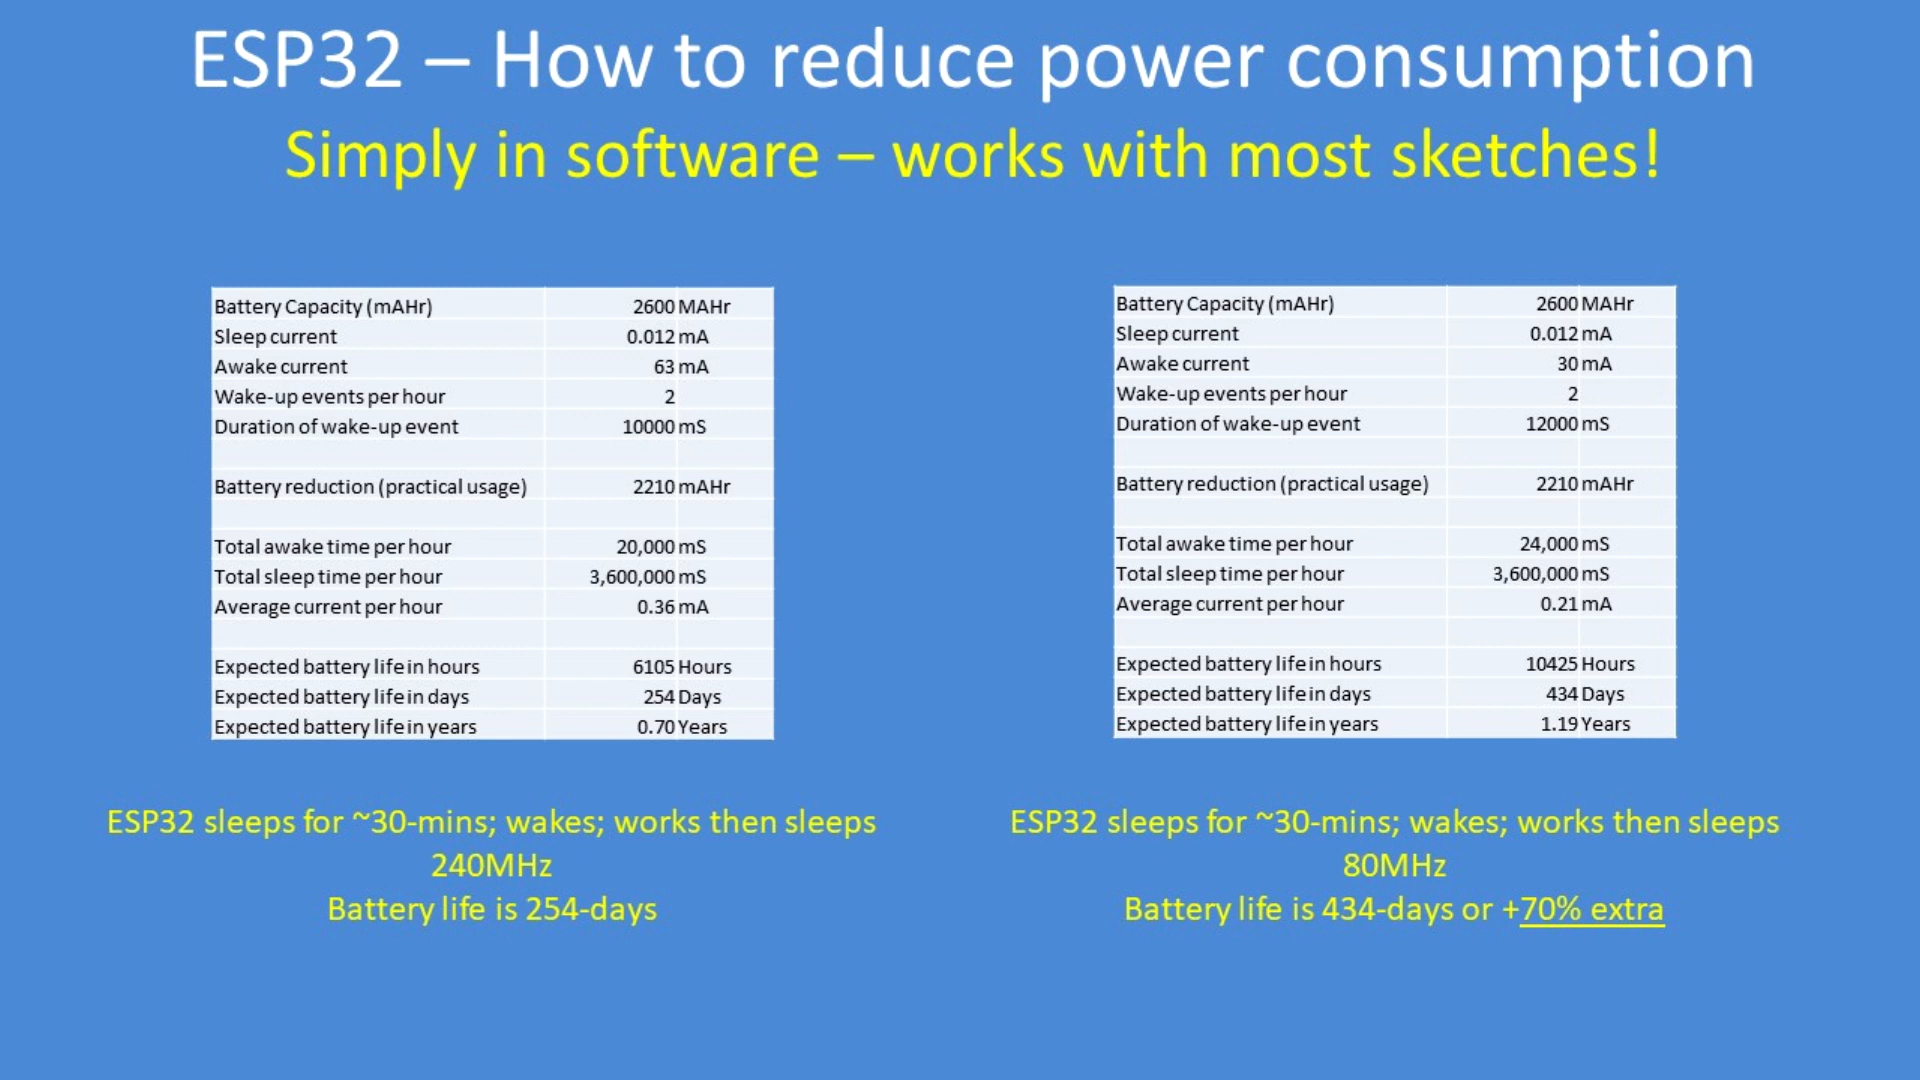 ESP32 – How to reduce power consumption
Simply in software – works with most sketches!
Battery Capacity (mAHr) 2600 MAHr
Sleep current 0.012 mA
Awake current 63 mA
Wake-up events per hour 2
Duration of wake-up event 10000 mS
Battery reduction (practical usage) 2210 mAHr
Total awake time per hour 20,000 mS
Total sleep time per hour 3,600,000 mS
Average current per hour 0.36 mA
Expected battery life in hours 6105 Hours
Expected battery life in days 254 Days
Expected battery life in years 0.70 Years
ESP32 sleeps for ~30-mins; wakes; works then sleeps
240MHz
Battery life is 254-days
Battery Capacity (mAHr) 2600 MAHr
Sleep current 0.012 mA
Awake current 30 mA
Wake-up events per hour 2
Duration of wake-up event 12000 mS
Battery reduction (practical usage) 2210 mAHr
Total awake time per hour 24,000 mS
Total sleep time per hour 3,600,000 mS
Average current per hour 0.21 mA
Expected battery life in hours 10425 Hours
Expected battery life in days 434 Days
Expected battery life in years 1.19 Years
ESP32 sleeps for ~30-mins; wakes; works then sleeps
80MHz
Battery life is 434-days or +70% extra